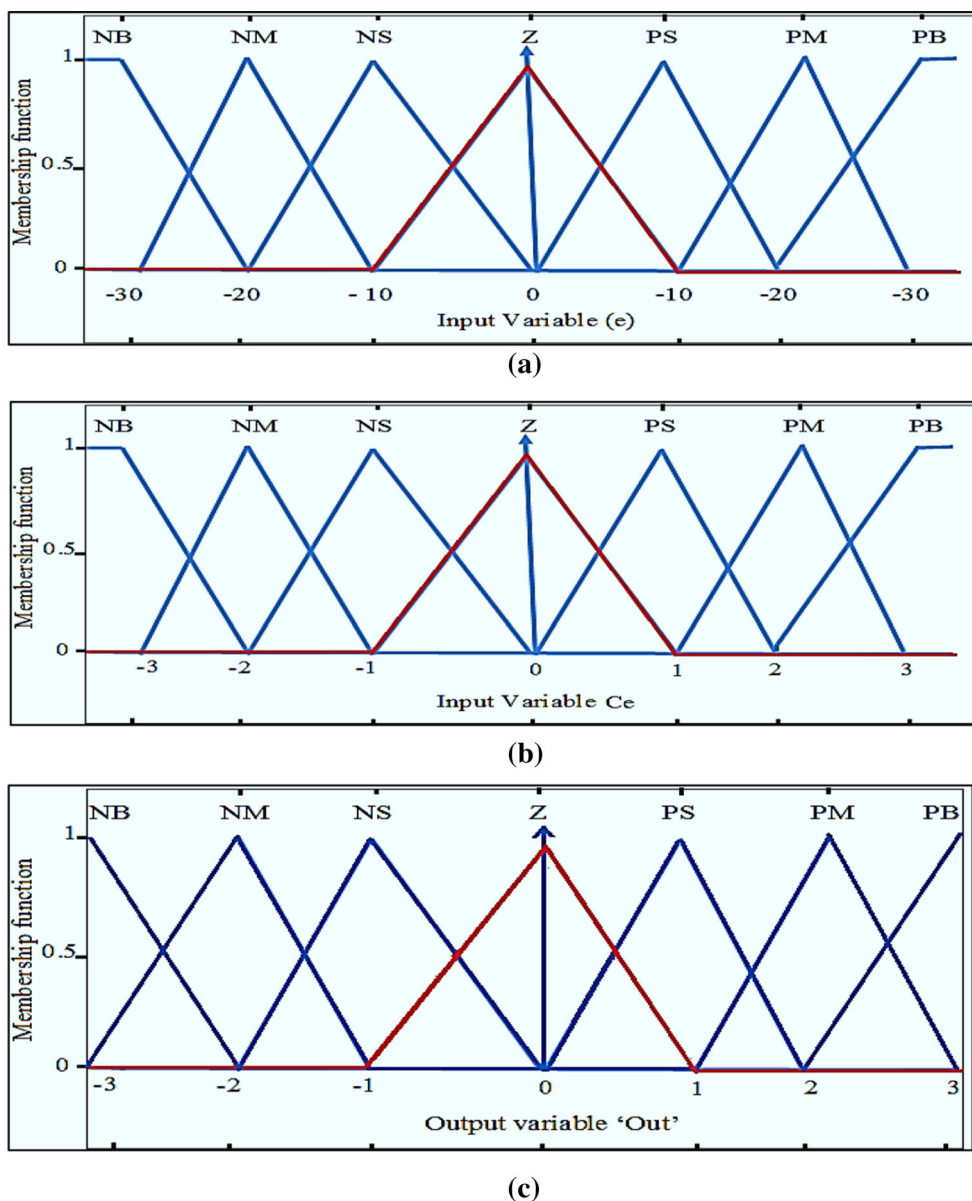 NB NM NS Z PS PM PB
1
0.5
0
Membership function
-30 -20 - 10 0 -10 -20 -30
Input Variable (e)
(a)
NB NM NS Z PS PM PB
1
0.5
0
Membership function
-3 -2 -1 0 1 2 3
Input Variable Ce
(b)
NB NM NS Z PS PM PB
1
0.5
0
Membership function
-3 -2 -1 0 1 2 3
Output variable ‘Out’
(c)